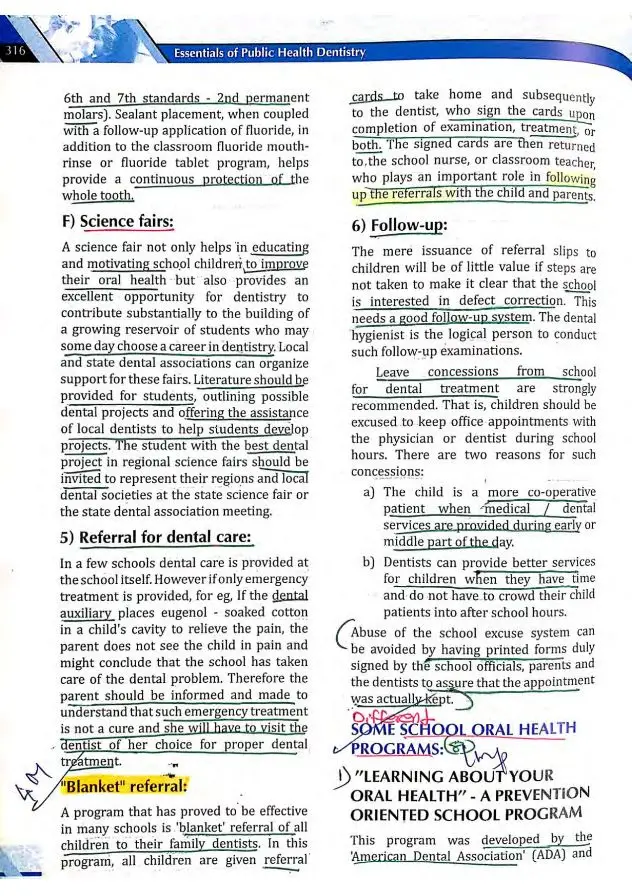 316
Essentials of Public Health Dentistry
6th and 7th standards - 2nd permanent
molars). Sealant placement, when coupled
with a follow-up application of fluoride, in
addition to the classroom fluoride mouth-
rinse or fluoride tablet program, helps
provide a continuous protection of the
whole tooth.
F) Science fairs:
A science fair not only helps in educating
and motivating school children to improve
their oral health but also provides an
excellent opportunity for dentistry to
contribute substantially to the building of
a growing reservoir of students who may
some day choose a career in dentistry. Local
and state dental associations can organize
support for these fairs. Literature should be
provided for students, outlining possible
dental projects and offering the assistance
of local dentists to help students develop
projects. The student with the best dental
project in regional science fairs should be
invited to represent their regions and local
dental societies at the state science fair or
the state dental association meeting.
5) Referral for dental care:
In a few schools dental care is provided at
the school itself. However if only emergency
treatment is provided, for eg, If the dental
auxiliary places eugenol - soaked cotton
in a child's cavity to relieve the pain, the
parent does not see the child in pain and
might conclude that the school has taken
care of the dental problem. Therefore the
parent should be informed and made to
understand that such emergency treatment
is not a cure and she will have to visit the
dentist of her choice for proper dental
treatment.
"Blanket" referral:
A program that has proved to be effective
in many schools is 'blanket' referral of all
children to their family dentists. In this
program, all children are given referral
cards to take home and subsequently
to the dentist, who sign the cards upon
completion of examination, treatment, or
both. The signed cards are then returned
to the school nurse, or classroom teacher,
who plays an important role in following
up the referrals with the child and parents.
6) Follow-up:
The mere issuance of referral slips to
children will be of little value if steps are
not taken to make it clear that the school
is interested in defect correction. This
needs a good follow-up system. The dental
hygienist is the logical person to conduct
such follow-up examinations.
Leave concessions from school
for dental treatment are strongly
recommended. That is, children should be
excused to keep office appointments with
the physician or dentist during school
hours. There are two reasons for such
concessions:
a) The child is a more co-operative
patient when medical / dental
services are provided during early or
middle part of the day.
b) Dentists can provide better services
for children when they have time
and do not have to crowd their child
patients into after school hours.
Abuse of the school excuse system can
be avoided by having printed forms duly
signed by the school officials, parents and
the dentists to assure that the appointment
was actually kept.
Different
SOME SCHOOL ORAL HEALTH
PROGRAMS:
1) "LEARNING ABOUT YOUR
ORAL HEALTH" - A PREVENTION
ORIENTED SCHOOL PROGRAM
This program was developed by the
'American Dental Association' (ADA) and